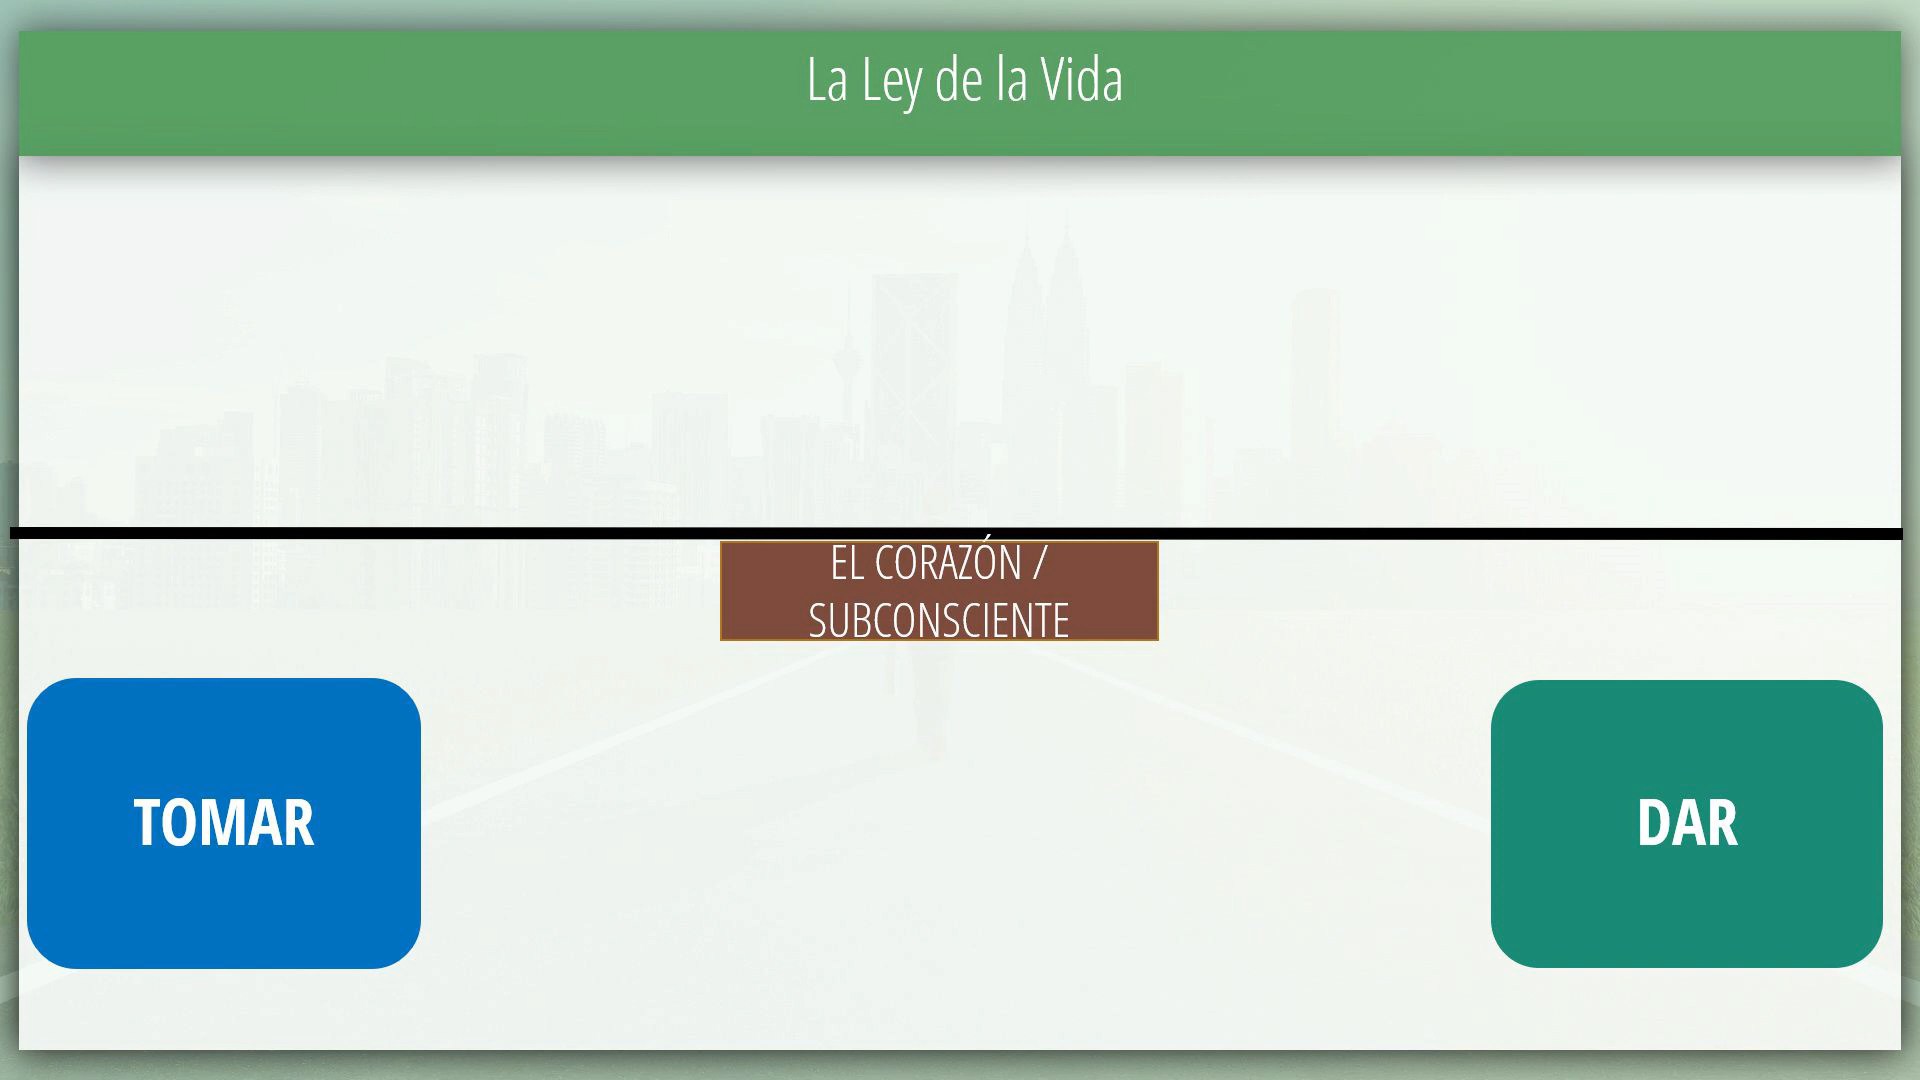 La Ley de la Vida
EL CORAZÓN /
SUBCONSCIENTE
TOMAR
DAR